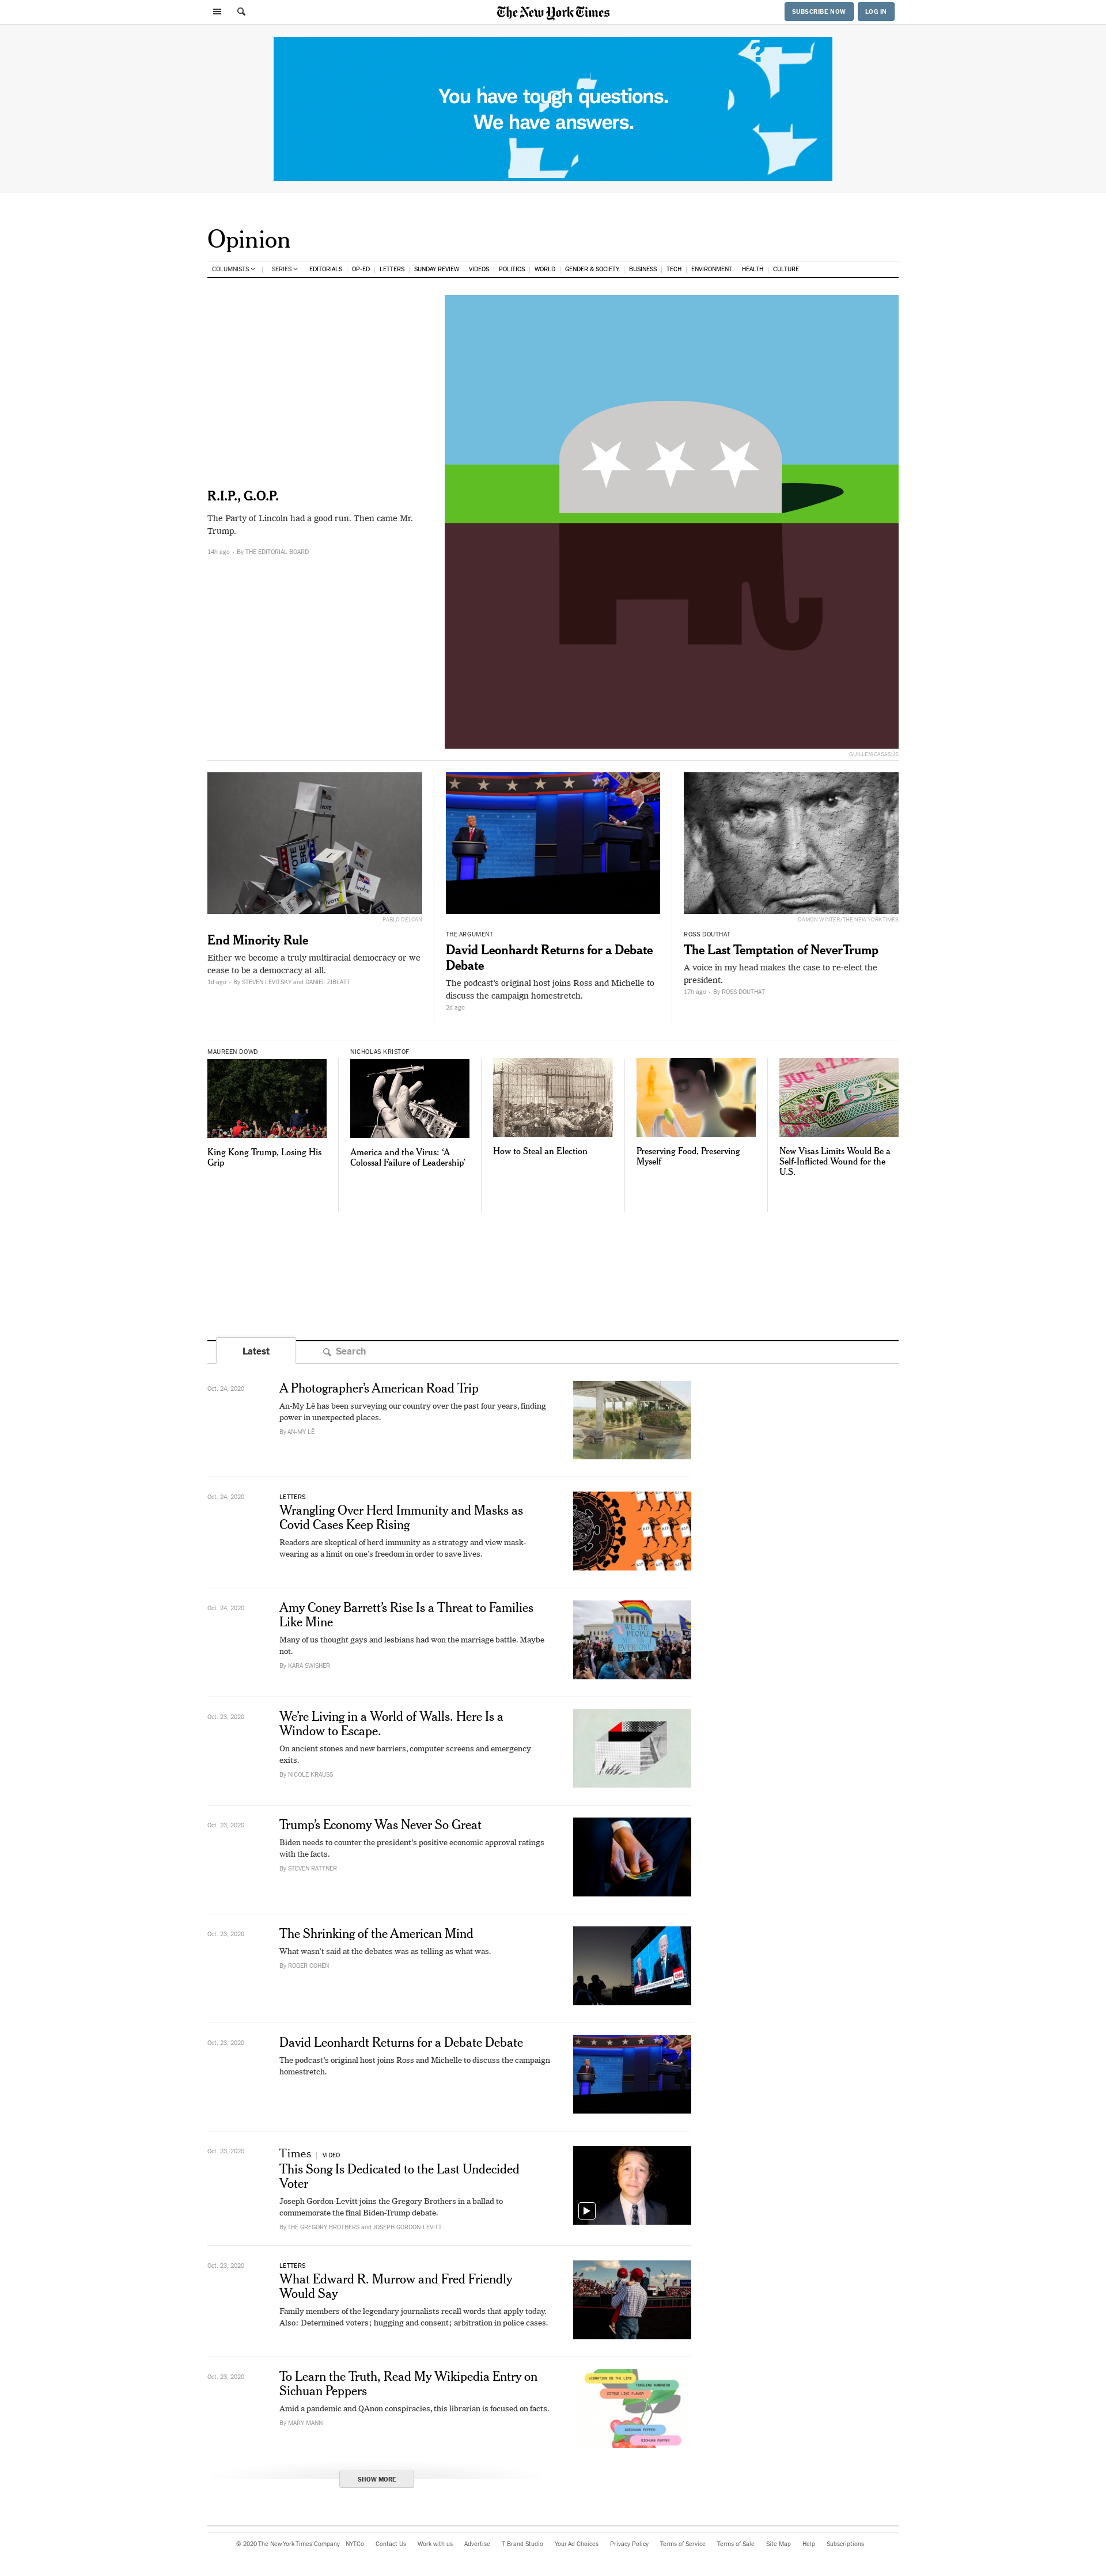 The New York Times
SUBSCRIBE NOW
LOG IN
You have tough questions.
We have answers.
Opinion
COLUMNISTS | SERIES EDITORIALS | OP-ED | LETTERS | SUNDAY REVIEW | VIDEOS | POLITICS | WORLD | GENDER & SOCIETY | BUSINESS | TECH | ENVIRONMENT | HEALTH | CULTURE
R.I.P., G.O.P.
The Party of Lincoln had a good run. Then came Mr.
Trump.
14h ago • By THE EDITORIAL BOARD
GUILLEM CASASÚS
PABLO DELCAN
End Minority Rule
Either we become a truly multiracial democracy or we
cease to be a democracy at all.
1d ago • By STEVEN LEVITSKY and DANIEL ZIBLATT
THE ARGUMENT
David Leonhardt Returns for a Debate
Debate
The podcast's original host joins Ross and Michelle to
discuss the campaign homestretch.
2d ago
DAMON WINTER/THE NEW YORK TIMES
ROSS DOUTHAT
The Last Temptation of NeverTrump
A voice in my head makes the case to re-elect the
president.
17h ago • By ROSS DOUTHAT
MAUREEN DOWD
King Kong Trump, Losing His
Grip
NICHOLAS KRISTOF
America and the Virus: ‘A
Colossal Failure of Leadership’
How to Steal an Election
Preserving Food, Preserving
Myself
New Visas Limits Would Be a
Self-Inflicted Wound for the
U.S.
Latest
Search
Oct. 24, 2020
A Photographer’s American Road Trip
An-My Lê has been surveying our country over the past four years, finding
power in unexpected places.
By AN-MY LÊ
Oct. 24, 2020
LETTERS
Wrangling Over Herd Immunity and Masks as
Covid Cases Keep Rising
Readers are skeptical of herd immunity as a strategy and view mask-
wearing as a limit on one’s freedom in order to save lives.
Oct. 24, 2020
Amy Coney Barrett’s Rise Is a Threat to Families
Like Mine
Many of us thought gays and lesbians had won the marriage battle. Maybe
not.
By KARA SWISHER
Oct. 23, 2020
We’re Living in a World of Walls. Here Is a
Window to Escape.
On ancient stones and new barriers, computer screens and emergency
exits.
By NICOLE KRAUSS
Oct. 23, 2020
Trump’s Economy Was Never So Great
Biden needs to counter the president’s positive economic approval ratings
with the facts.
By STEVEN RATTNER
Oct. 23, 2020
The Shrinking of the American Mind
What wasn’t said at the debates was as telling as what was.
By ROGER COHEN
CNN
Oct. 23, 2020
David Leonhardt Returns for a Debate Debate
The podcast’s original host joins Ross and Michelle to discuss the campaign
homestretch.
Oct. 23, 2020
Times | VIDEO
This Song Is Dedicated to the Last Undecided
Voter
Joseph Gordon-Levitt joins the Gregory Brothers in a ballad to
commemorate the final Biden-Trump debate.
By THE GREGORY BROTHERS and JOSEPH GORDON-LEVITT
Oct. 23, 2020
LETTERS
What Edward R. Murrow and Fred Friendly
Would Say
Family members of the legendary journalists recall words that apply today.
Also: Determined voters; hugging and consent; arbitration in police cases.
Oct. 23, 2020
To Learn the Truth, Read My Wikipedia Entry on
Sichuan Peppers
Amid a pandemic and QAnon conspiracies, this librarian is focused on facts.
By MARY MANN
VIBRATION ON THE LIPS
TINGLING NUMBNESS
CITRUS LIKE FLAVOR
SICHUAN PEPPER
SICHUAN PEPPER
SHOW MORE
© 2020 The New York Times Company NYTCo Contact Us Work with us Advertise T Brand Studio Your Ad Choices Privacy Policy Terms of Service Terms of Sale Site Map Help Subscriptions